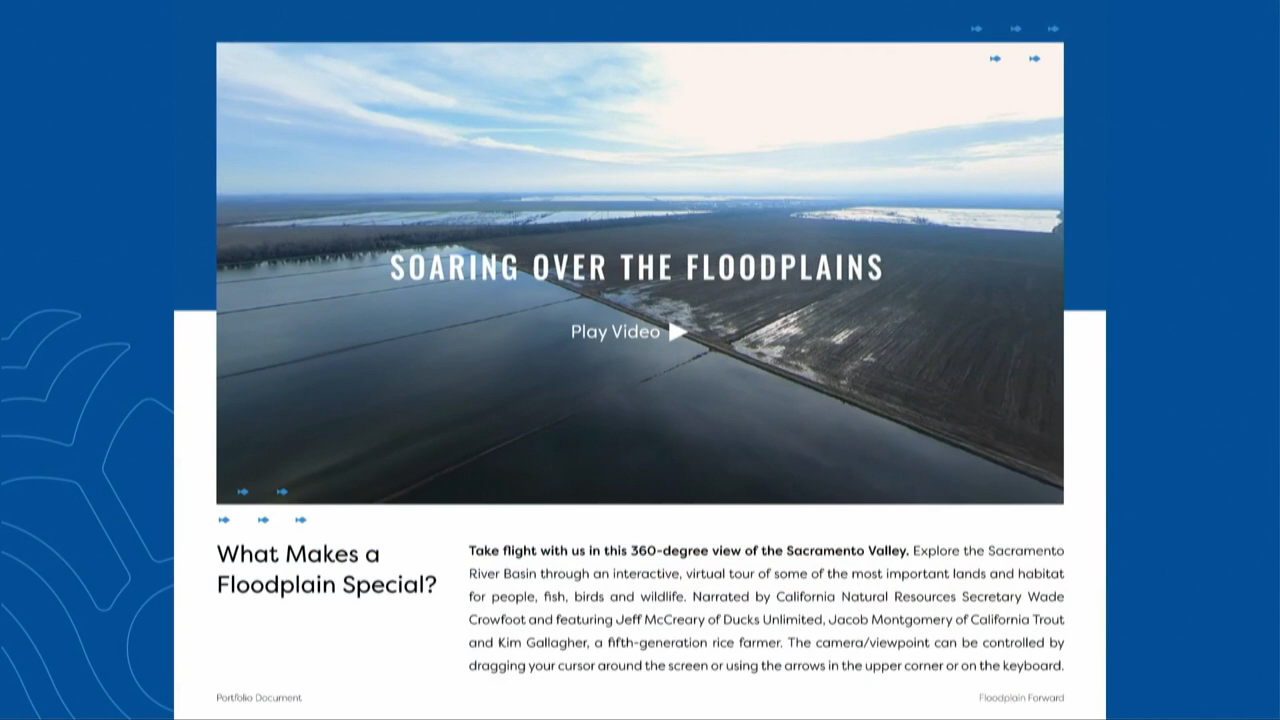 SOARING OVER THE FLOODPLAINS
Play Video
What Makes a
Floodplain Special?
Take flight with us in this 360-degree view of the Sacramento Valley. Explore the Sacramento
River Basin through an interactive, virtual tour of some of the most important lands and habitat
for people, fish, birds and wildlife. Narrated by California Natural Resources Secretary Wade
Crowfoot and featuring Jeff McCreary of Ducks Unlimited, Jacob Montgomery of California Trout
and Kim Gallagher, a fifth-generation rice farmer. The camera/viewpoint can be controlled by
dragging your cursor around the screen or using the arrows in the upper corner or on the keyboard.
Portfolio Document
Floodplain Forward